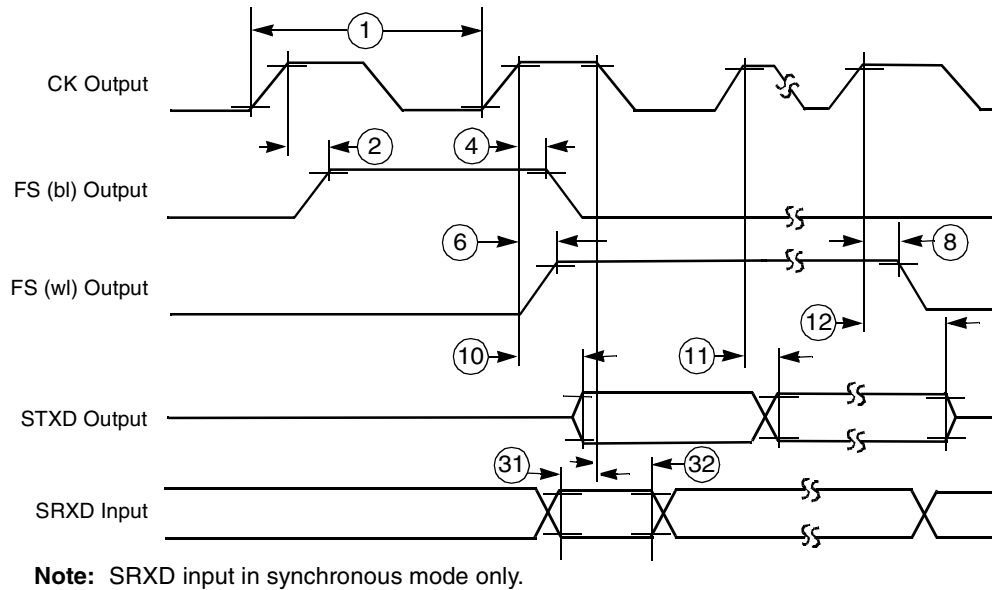 1
CK Output
2
4
FS (bl) Output
6
8
FS (wl) Output
12
10
11
STXD Output
31
32
SRXD Input
Note: SRXD input in synchronous mode only.